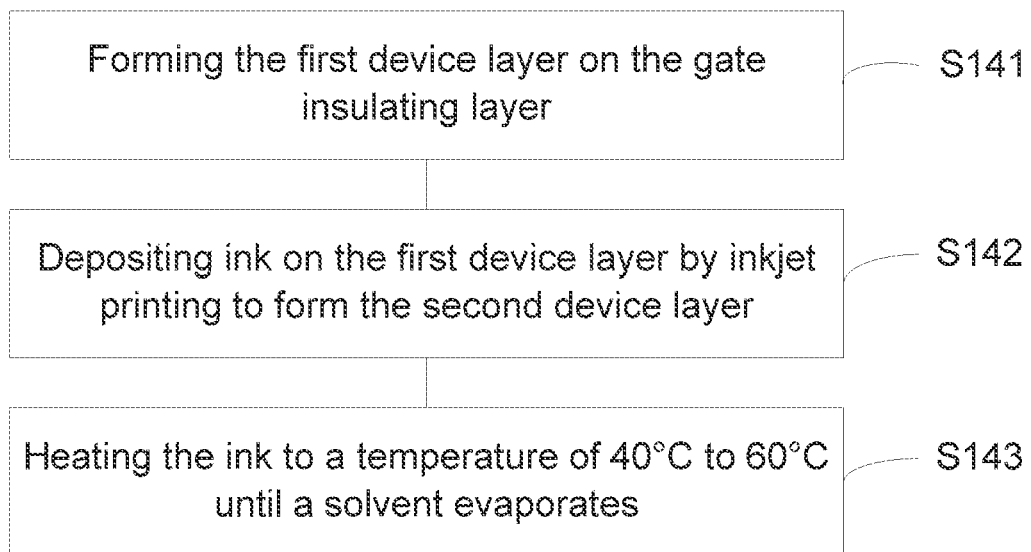 Forming the first device layer on the gate
insulating layer
S141
Depositing ink on the first device layer by inkjet
printing to form the second device layer
S142
Heating the ink to a temperature of 40°C to 60°C
until a solvent evaporates
S143